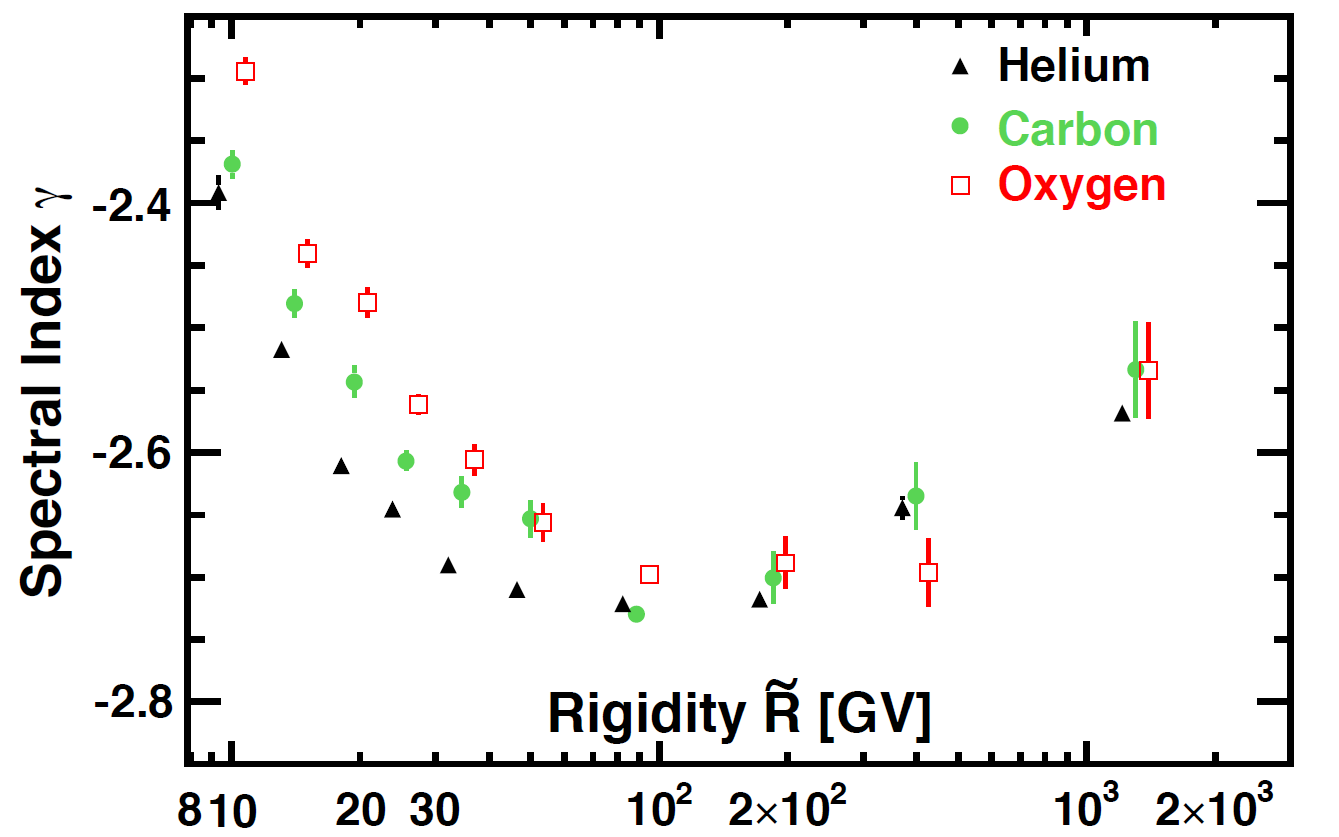 Helium
Carbon
Oxygen
Spectral Index γ
-2.4
-2.6
-2.8
Rigidity R̃ [GV]
8 10 20 30 10² 2×10² 10³ 2×10³